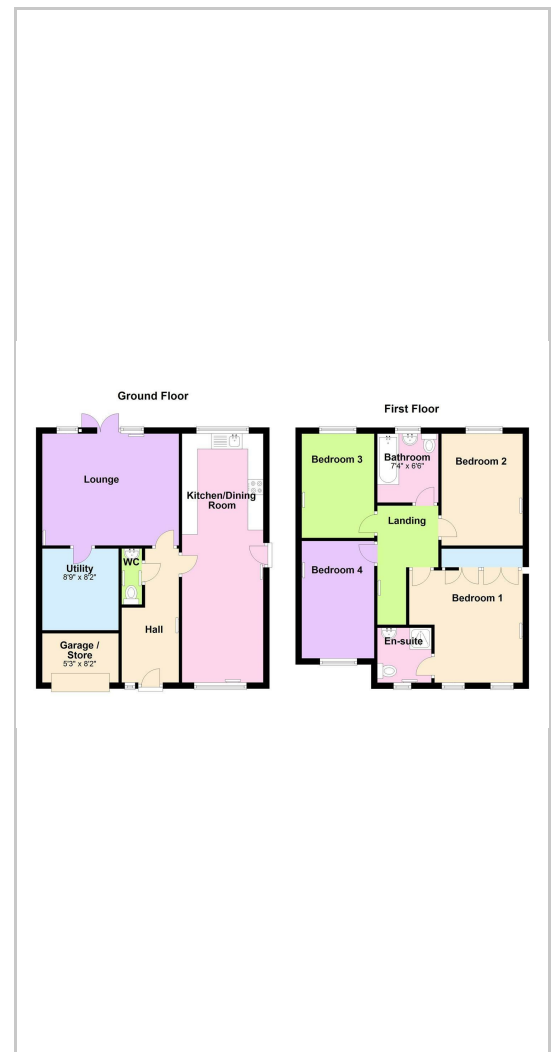 Ground Floor
Lounge
Kitchen/Dining
Room
WC
Utility
8'9" x 8'2"
Hall
Garage /
Store
5'3" x 8'2"
First Floor
Bedroom 3
Bathroom
7'4" x 6'6"
Bedroom 2
Landing
Bedroom 4
Bedroom 1
En-suite